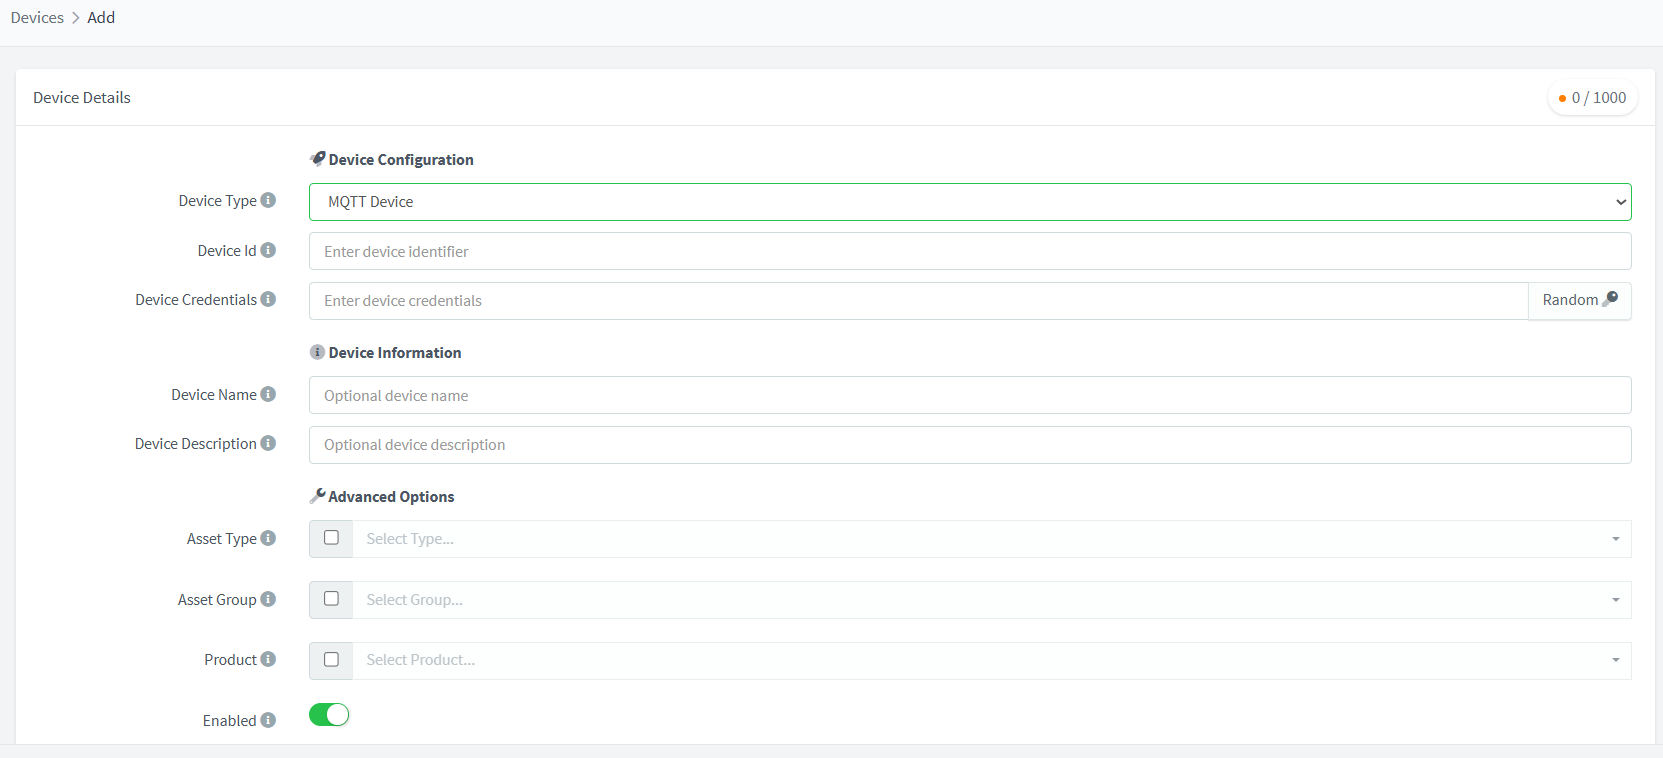 Devices > Add
Device Details 0 / 1000
Device Configuration
Device Type MQTT Device
Device Id Enter device identifier
Device Credentials Enter device credentials Random
Device Information
Device Name Optional device name
Device Description Optional device description
Advanced Options
Asset Type Select Type...
Asset Group Select Group...
Product Select Product...
Enabled